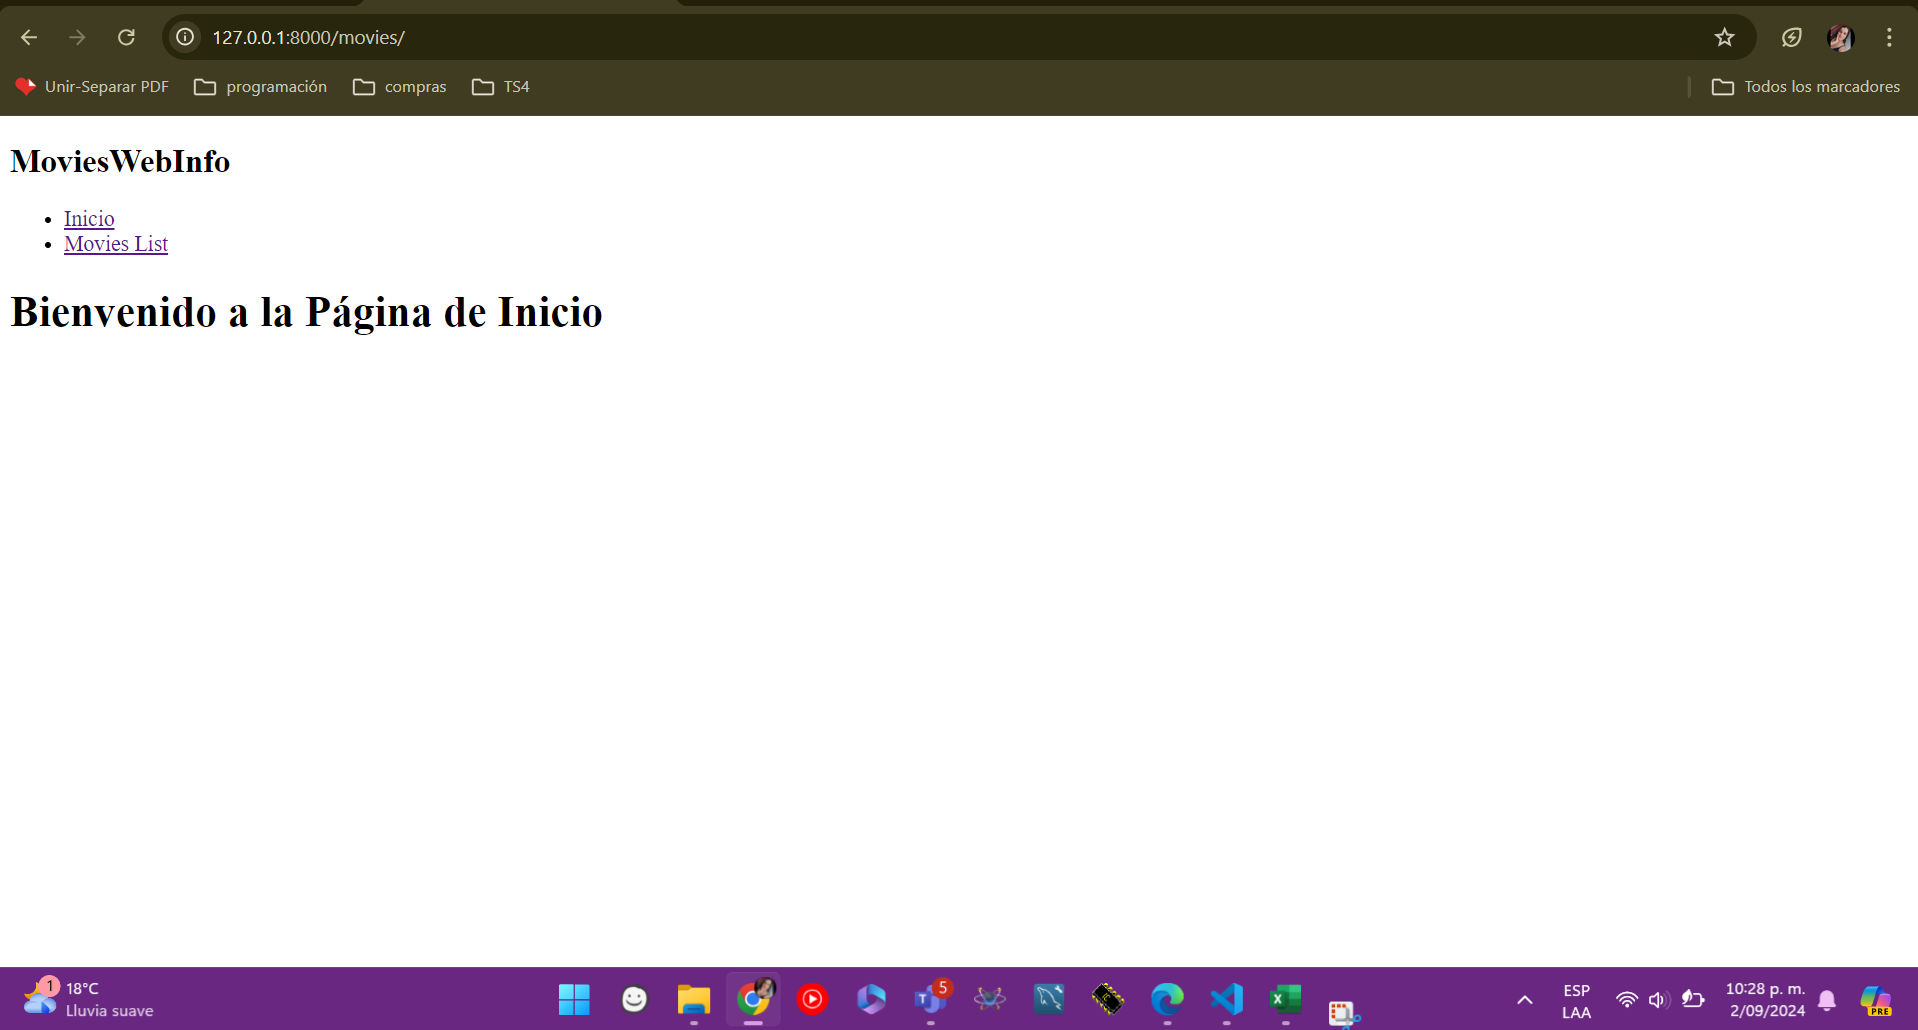 127.0.0.1:8000/movies/
Unir-Separar PDF programación compras TS4 Todos los marcadores
MoviesWebInfo
Inicio
Movies List
Bienvenido a la Página de Inicio
1 18°C
Lluvia suave
5
PRE
ESP
LAA
10:28 p. m.
2/09/2024